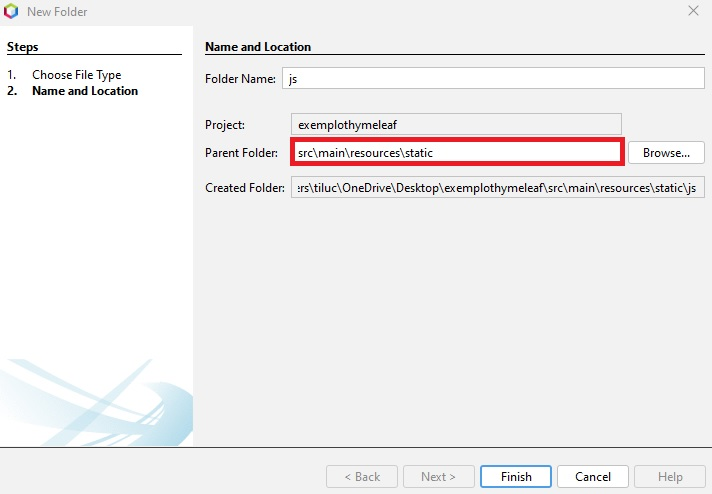 New Folder
Steps
1. Choose File Type
2. Name and Location
Name and Location
Folder Name: js
Project: exemplothymeleaf
Parent Folder: src\main\resources\static Browse...
Created Folder: ers\tiluc\OneDrive\Desktop\exemplothymeleaf\src\main\resources\static\js
< Back Next > Finish Cancel Help